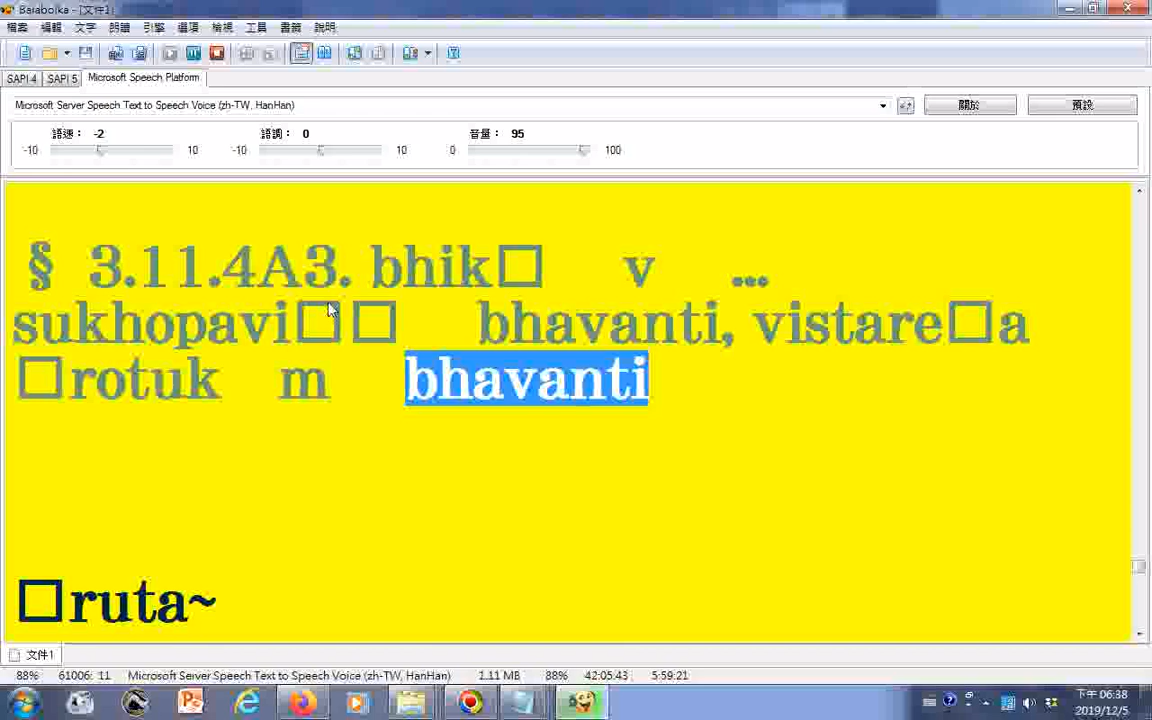 Balabolka - [文件1]
檔案 編輯 文字 朗讀 引擎 選項 檢視 工具 書籤 說明
SAPI 4 SAPI 5 Microsoft Speech Platform
Microsoft Server Speech Text to Speech Voice (zh-TW, HanHan) 關於 預設
語速： -2 語調： 0 音量： 95
-10 10 -10 10 0 100
§ 3.11.4A3. bhik□ v ...
sukhopavi□□ bhavanti, vistare□a
□rotuk m bhavanti
□ruta~
文件1
88% 61006: 11 Microsoft Server Speech Text to Speech Voice (zh-TW, HanHan) 1.11 MB 88% 42:05.43 5:59:21
下午 06:38
2019/12/5